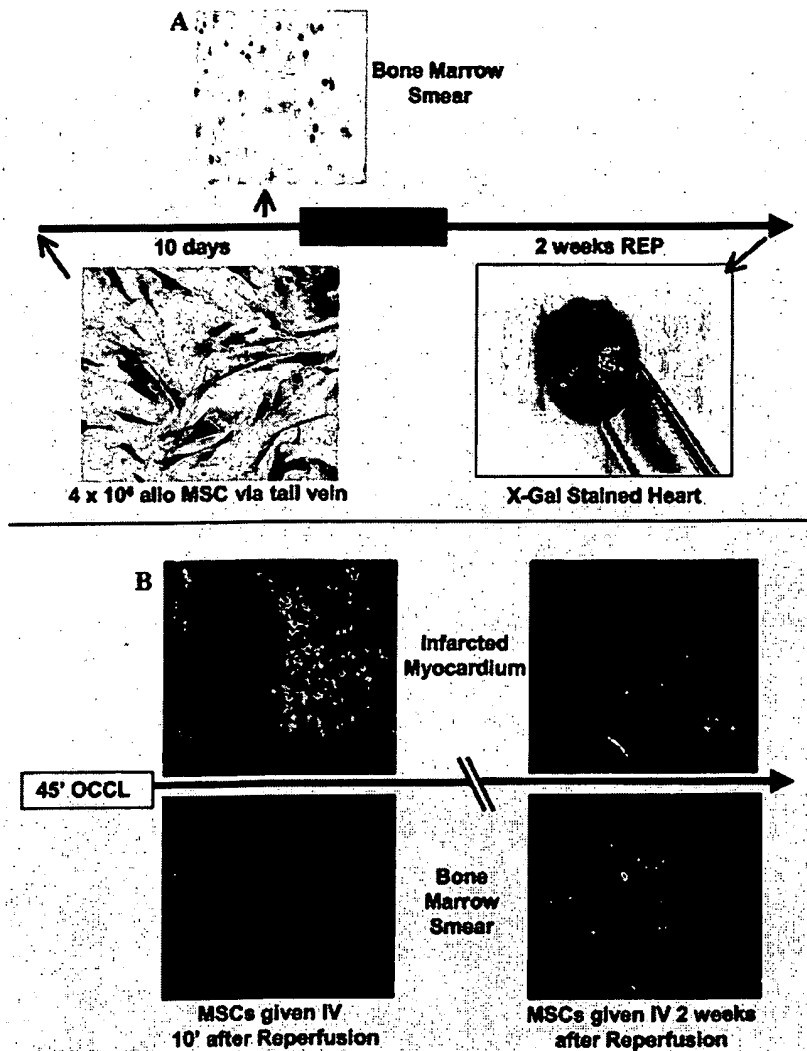 A
Bone Marrow
Smear
10 days
2 weeks REP
4 x 10⁶ allo MSC via tail vein
X-Gal Stained Heart
B
Infarcted
Myocardium
45' OCCL
Bone
Marrow
Smear
MSCs given IV
10' after Reperfusion
MSCs given IV 2 weeks
after Reperfusion